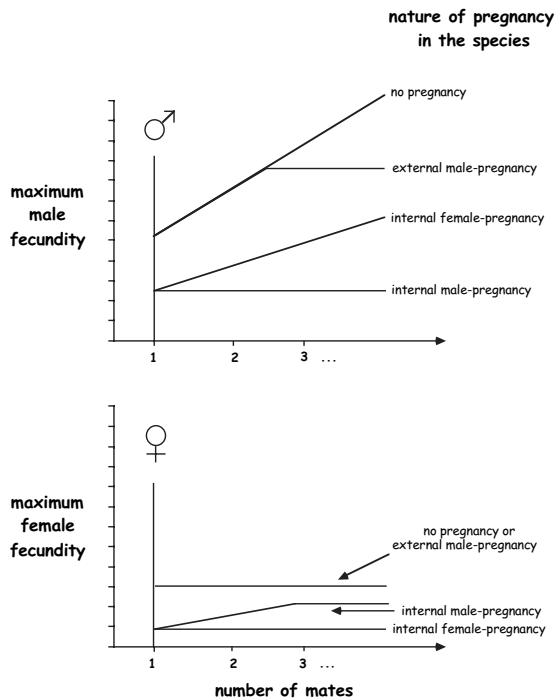 nature of pregnancy
in the species
no pregnancy
external male-pregnancy
maximum
male
fecundity
internal female-pregnancy
internal male-pregnancy
1 2 3 ...
maximum
female
fecundity
no pregnancy or
external male-pregnancy
internal male-pregnancy
internal female-pregnancy
1 2 3 ...
number of mates